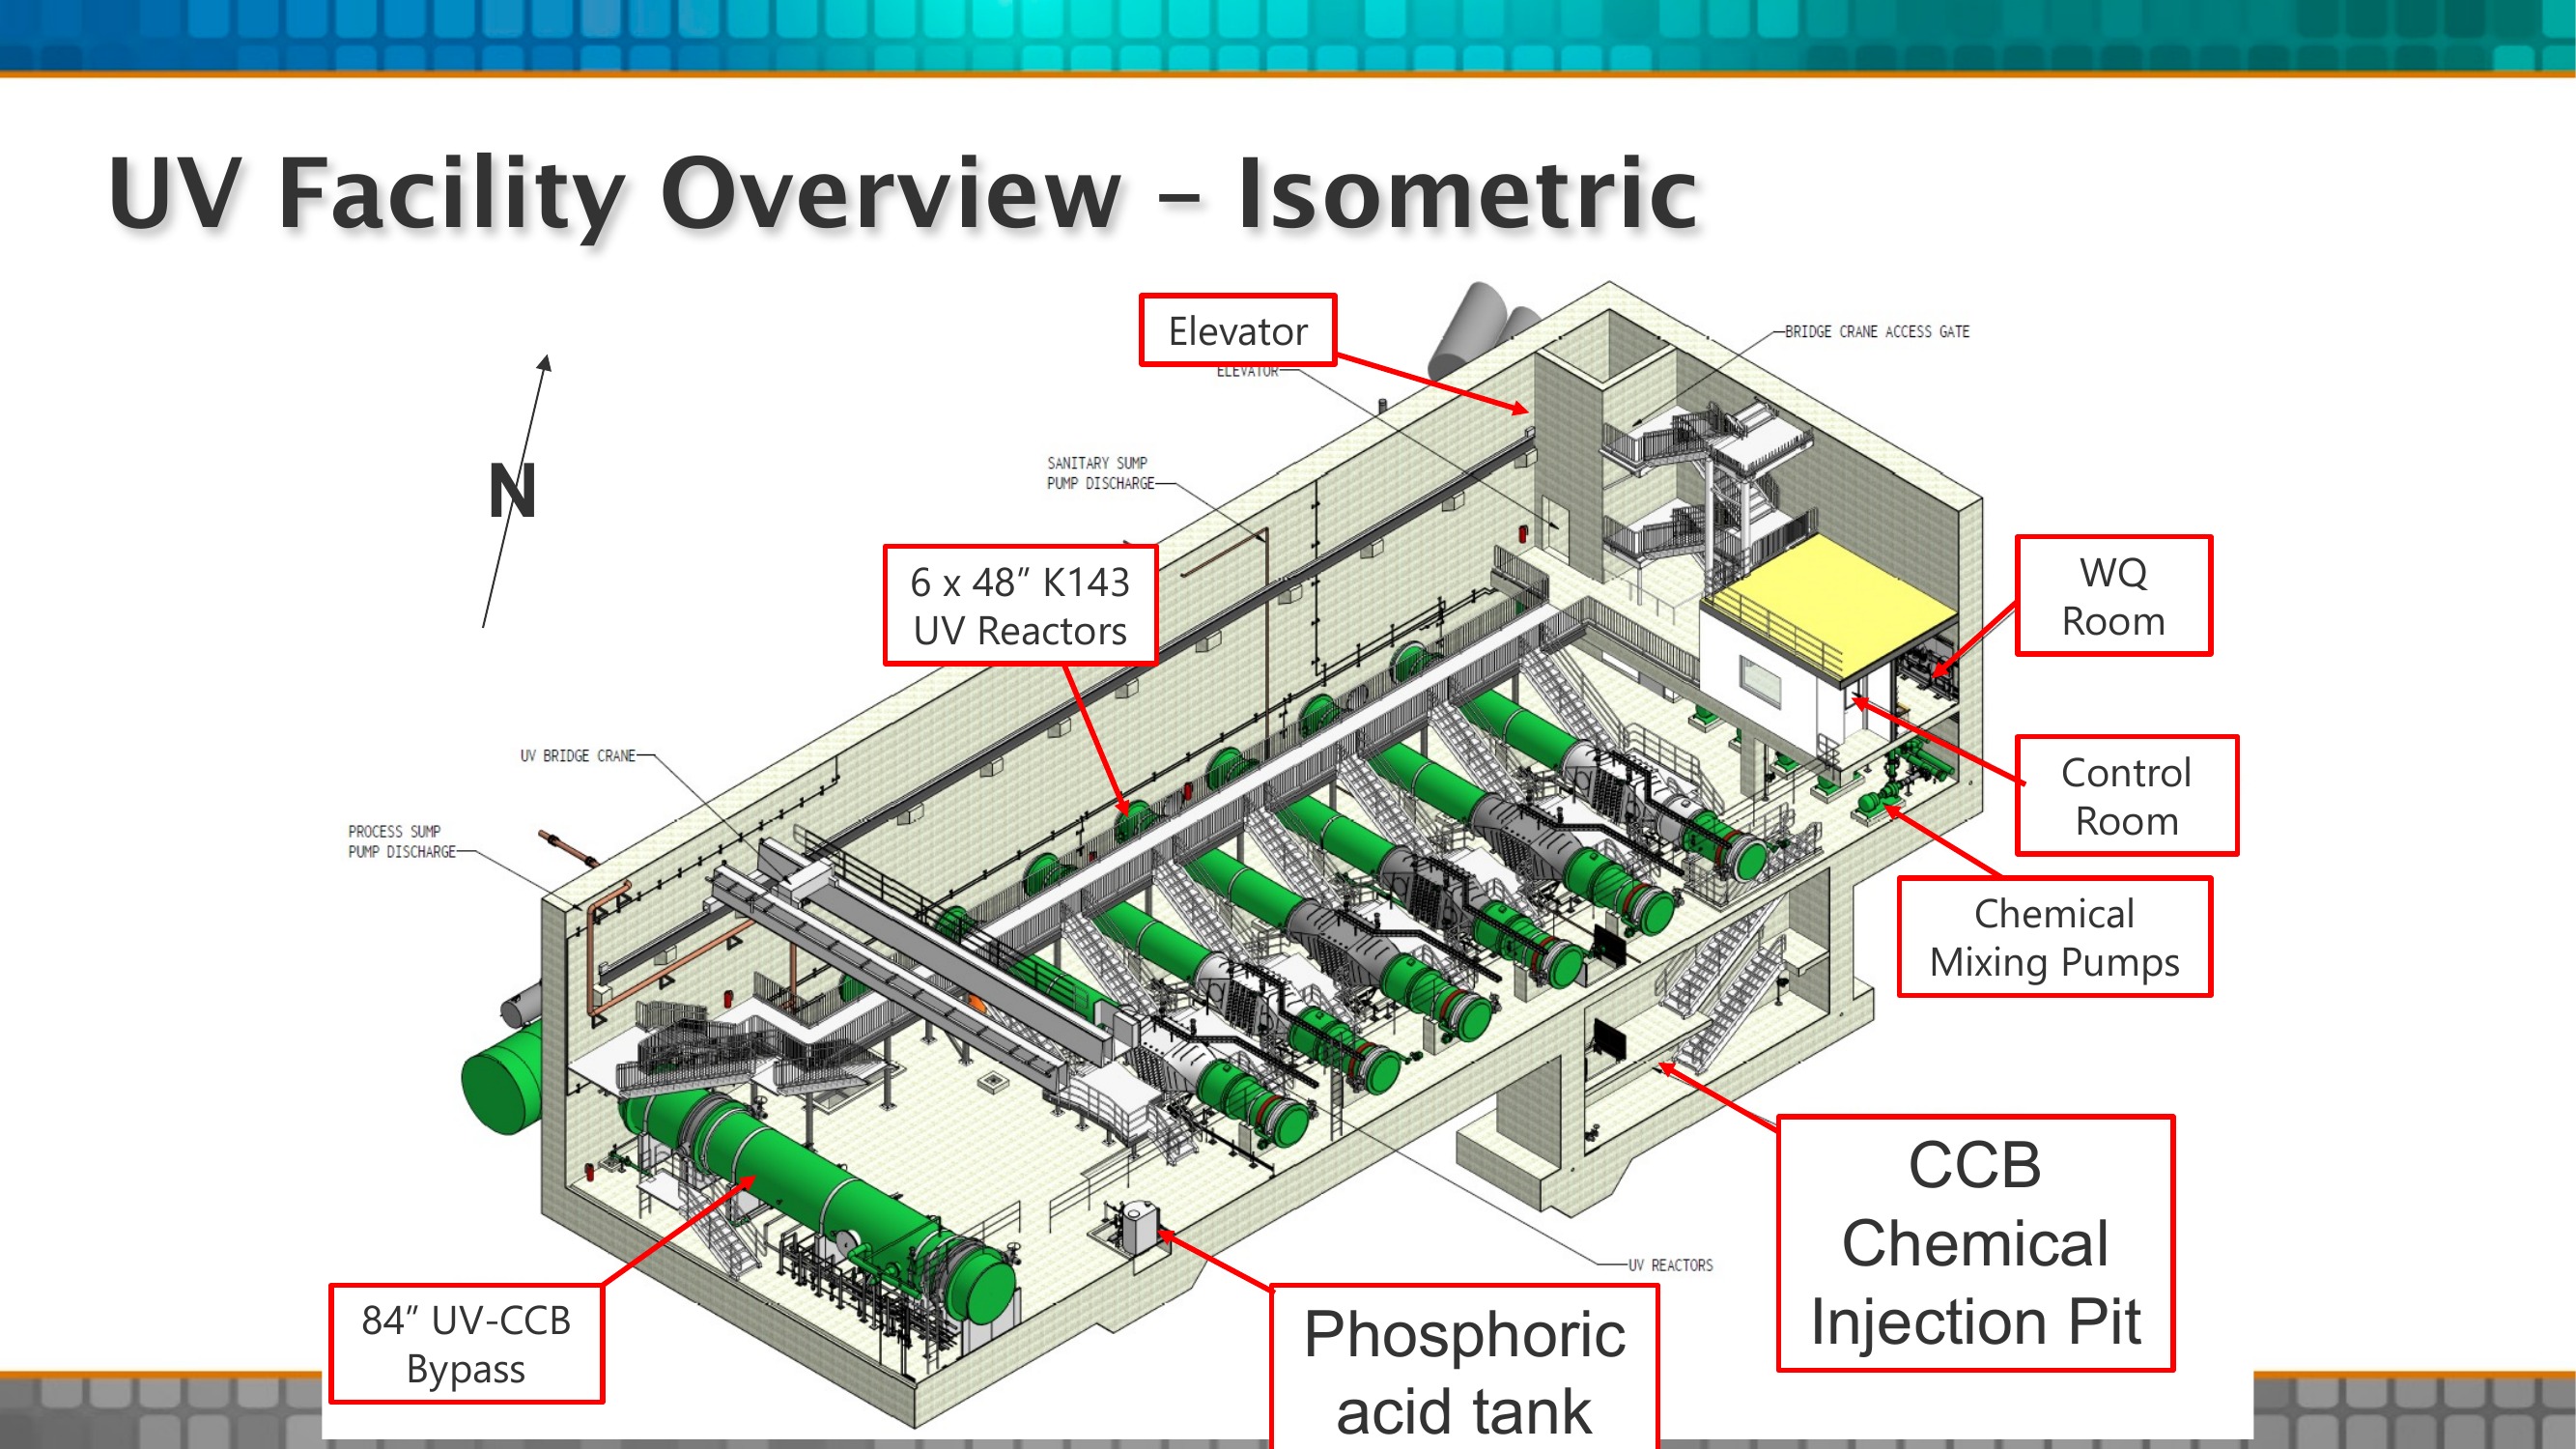 UV Facility Overview – Isometric
Elevator
ELEVATOR
BRIDGE CRANE ACCESS GATE
N
SANITARY SUMP
PUMP DISCHARGE
6 x 48” K143
UV Reactors
WQ
Room
UV BRIDGE CRANE
Control
Room
PROCESS SUMP
PUMP DISCHARGE
Chemical
Mixing Pumps
CCB
Chemical
Injection Pit
UV REACTORS
84” UV-CCB
Bypass
Phosphoric
acid tank